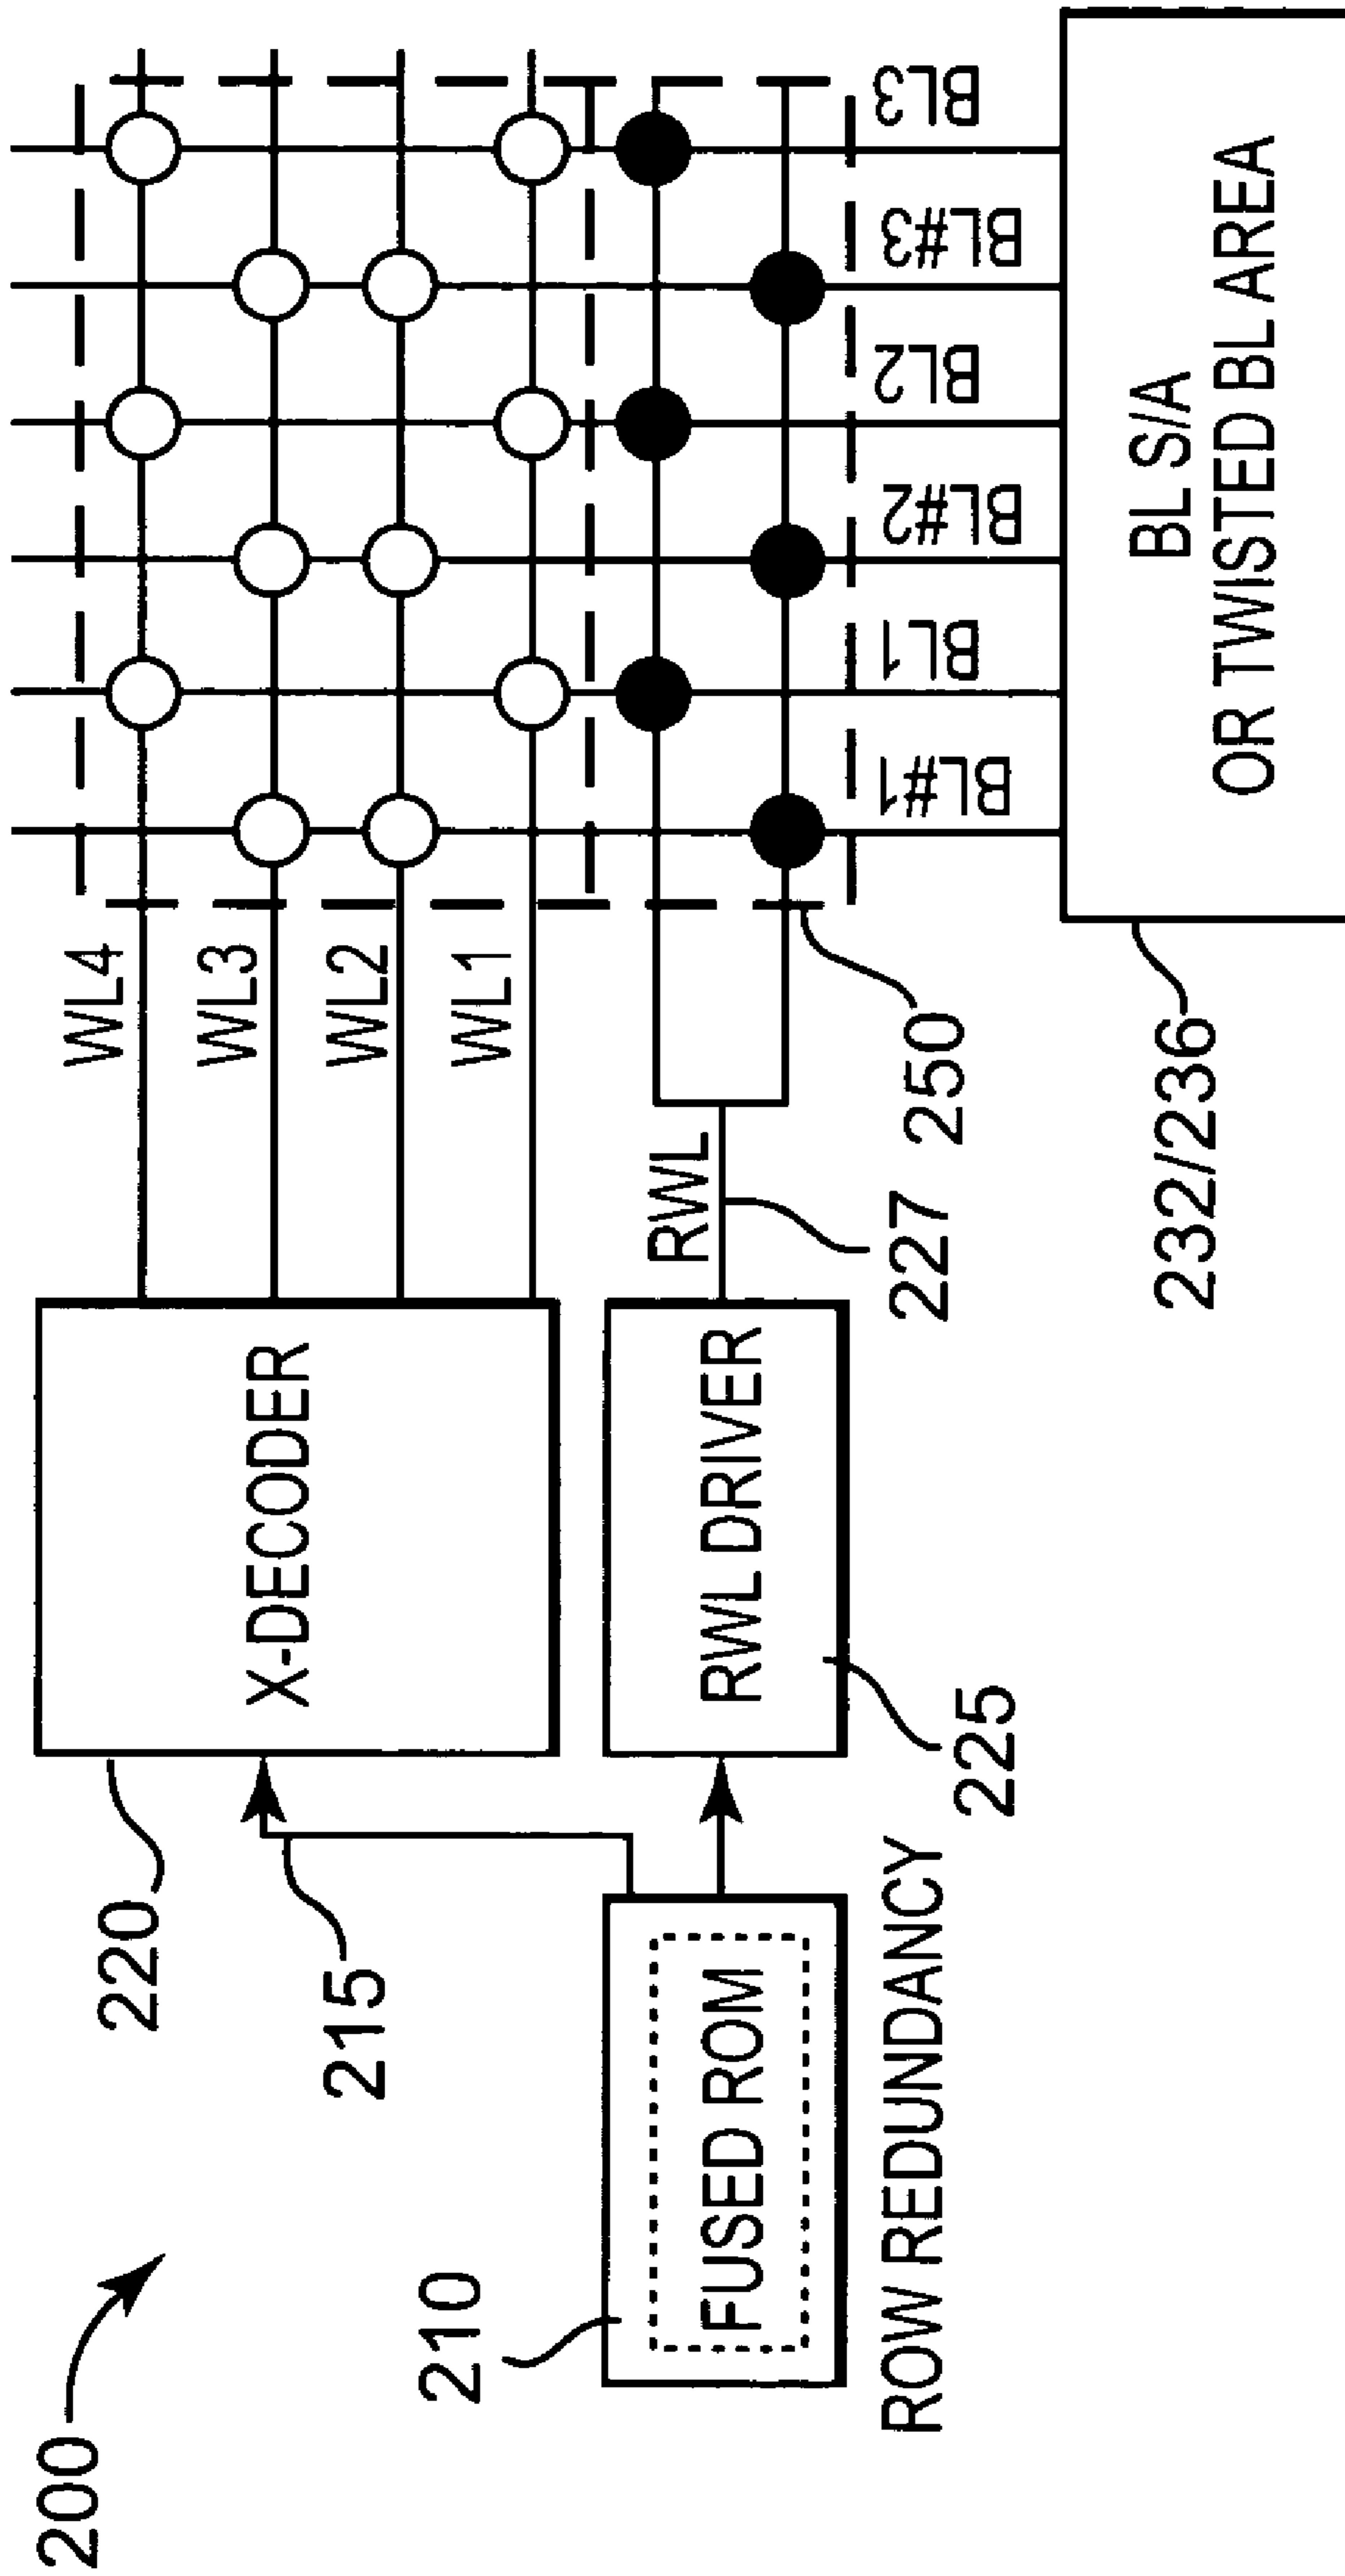 200
220
215
210
X-DECODER
FUSED ROM
RWL DRIVER
ROW REDUNDANCY
225
WL4
WL3
WL2
WL1
RWL
227
250
232/236
BL#1
BL1
BL#2
BL2
BL#3
BL3
BL S/A
OR TWISTED BL AREA